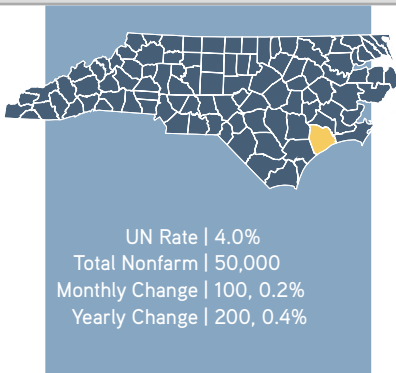 UN Rate | 4.0%
Total Nonfarm | 50,000
Monthly Change | 100, 0.2%
Yearly Change | 200, 0.4%